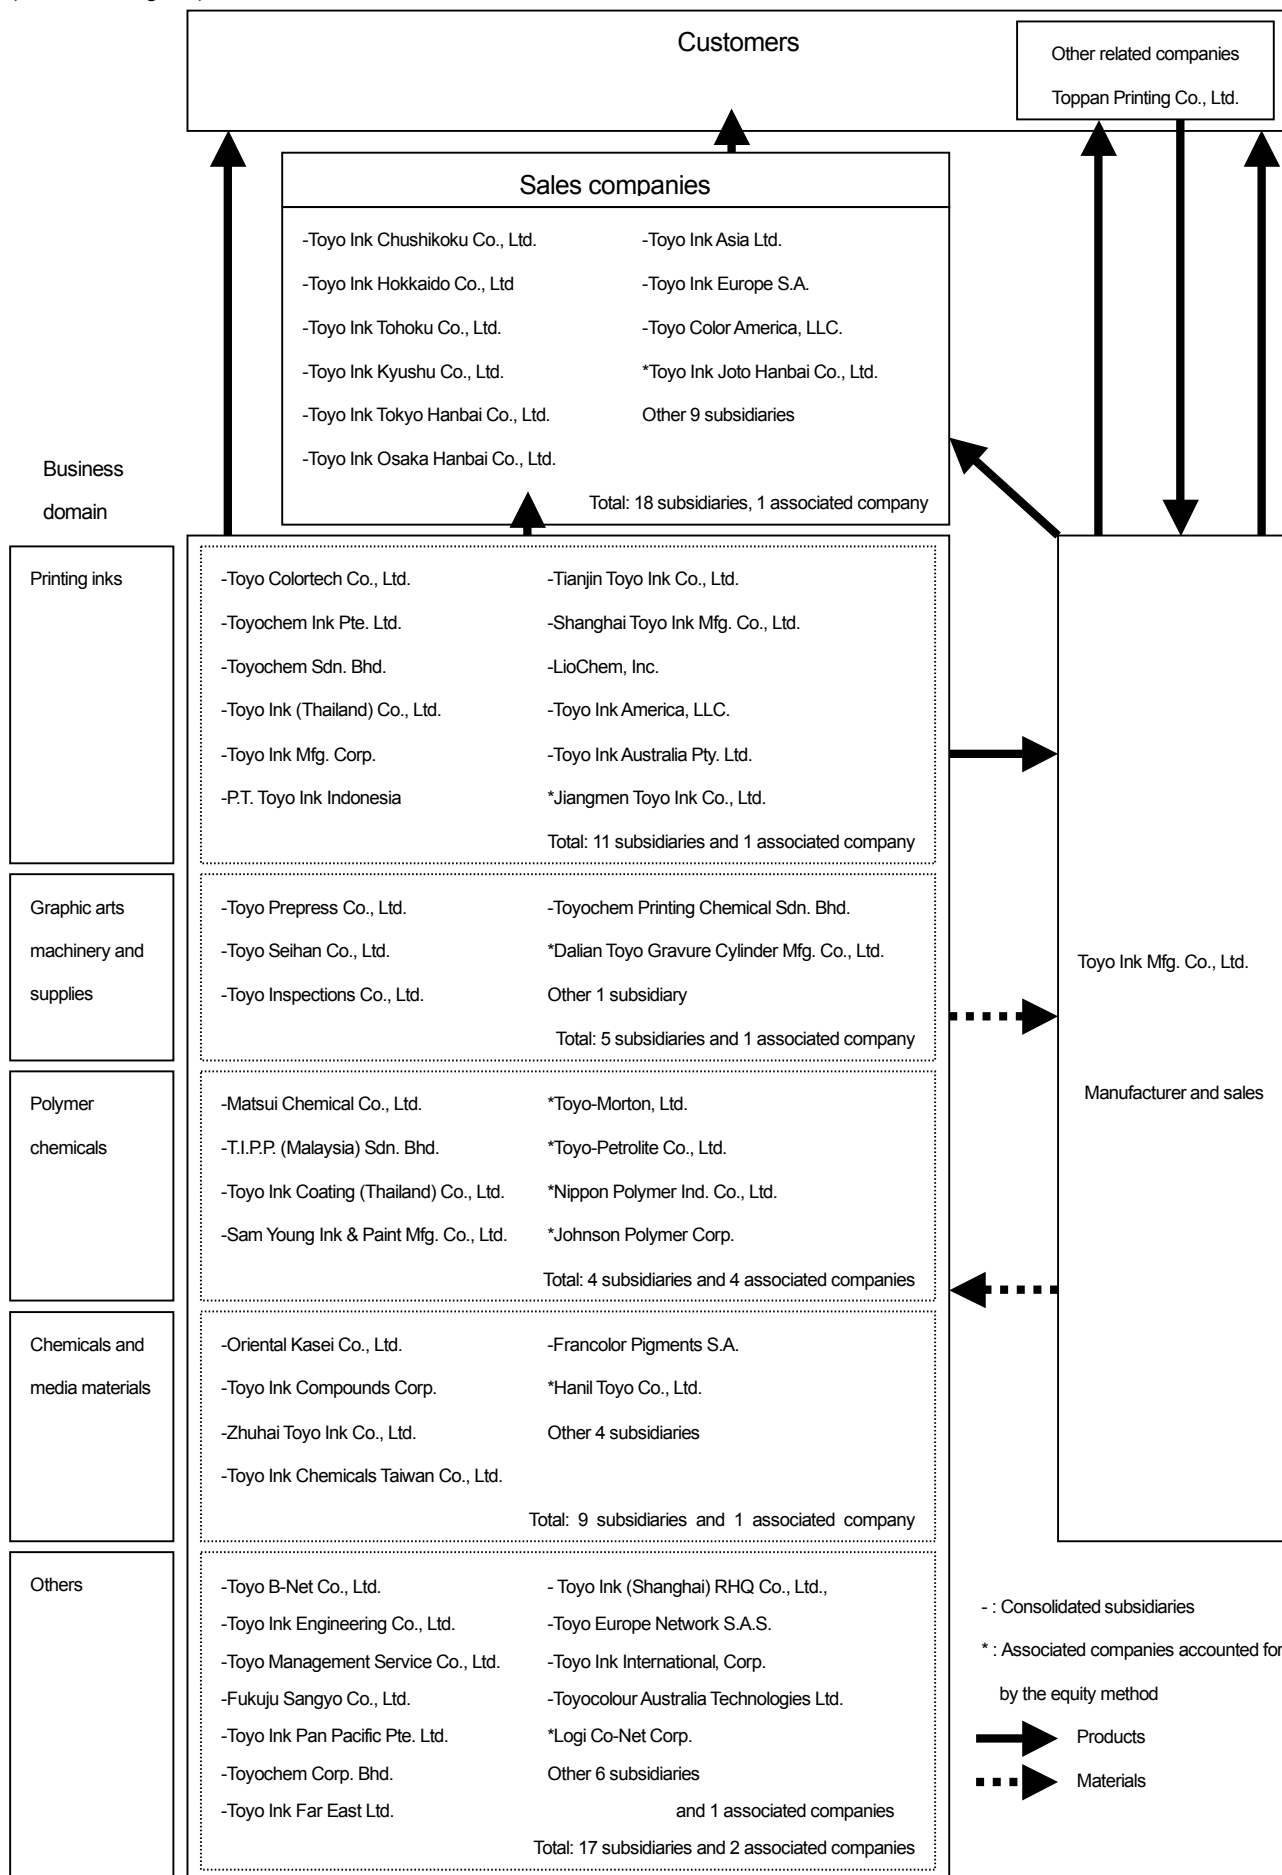 Customers
Other related companies
Toppan Printing Co., Ltd.
Sales companies
-Toyo Ink Chushikoku Co., Ltd.
-Toyo Ink Asia Ltd.
-Toyo Ink Hokkaido Co., Ltd
-Toyo Ink Europe S.A.
-Toyo Ink Tohoku Co., Ltd.
-Toyo Color America, LLC.
-Toyo Ink Kyushu Co., Ltd.
*Toyo Ink Joto Hanbai Co., Ltd.
-Toyo Ink Tokyo Hanbai Co., Ltd.
Other 9 subsidiaries
-Toyo Ink Osaka Hanbai Co., Ltd.
Total: 18 subsidiaries, 1 associated company
Business
domain
Printing inks
-Toyo Colortech Co., Ltd.
-Tianjin Toyo Ink Co., Ltd.
-Toyochem Ink Pte. Ltd.
-Shanghai Toyo Ink Mfg. Co., Ltd.
-Toyochem Sdn. Bhd.
-LioChem, Inc.
-Toyo Ink (Thailand) Co., Ltd.
-Toyo Ink America, LLC.
-Toyo Ink Mfg. Corp.
-Toyo Ink Australia Pty. Ltd.
-P.T. Toyo Ink Indonesia
*Jiangmen Toyo Ink Co., Ltd.
Total: 11 subsidiaries and 1 associated company
Graphic arts
machinery and
supplies
-Toyo Prepress Co., Ltd.
-Toyochem Printing Chemical Sdn. Bhd.
-Toyo Seihan Co., Ltd.
*Dalian Toyo Gravure Cylinder Mfg. Co., Ltd.
-Toyo Inspections Co., Ltd.
Other 1 subsidiary
Total: 5 subsidiaries and 1 associated company
Toyo Ink Mfg. Co., Ltd.
Manufacturer and sales
Polymer
chemicals
-Matsui Chemical Co., Ltd.
*Toyo-Morton, Ltd.
-T.I.P.P. (Malaysia) Sdn. Bhd.
*Toyo-Petrolite Co., Ltd.
-Toyo Ink Coating (Thailand) Co., Ltd.
*Nippon Polymer Ind. Co., Ltd.
-Sam Young Ink & Paint Mfg. Co., Ltd.
*Johnson Polymer Corp.
Total: 4 subsidiaries and 4 associated companies
Chemicals and
media materials
-Oriental Kasei Co., Ltd.
-Francolor Pigments S.A.
-Toyo Ink Compounds Corp.
*Hanil Toyo Co., Ltd.
-Zhuhai Toyo Ink Co., Ltd.
Other 4 subsidiaries
-Toyo Ink Chemicals Taiwan Co., Ltd.
Total: 9 subsidiaries and 1 associated company
Others
-Toyo B-Net Co., Ltd.
- Toyo Ink (Shanghai) RHQ Co., Ltd.,
-Toyo Ink Engineering Co., Ltd.
-Toyo Europe Network S.A.S.
-Toyo Management Service Co., Ltd.
-Toyo Ink International, Corp.
-Fukuju Sangyo Co., Ltd.
-Toyocolour Australia Technologies Ltd.
-Toyo Ink Pan Pacific Pte. Ltd.
*Logi Co-Net Corp.
-Toyochem Corp. Bhd.
Other 6 subsidiaries
-Toyo Ink Far East Ltd.
and 1 associated companies
Total: 17 subsidiaries and 2 associated companies
- : Consolidated subsidiaries
* : Associated companies accounted for
by the equity method
Products
Materials